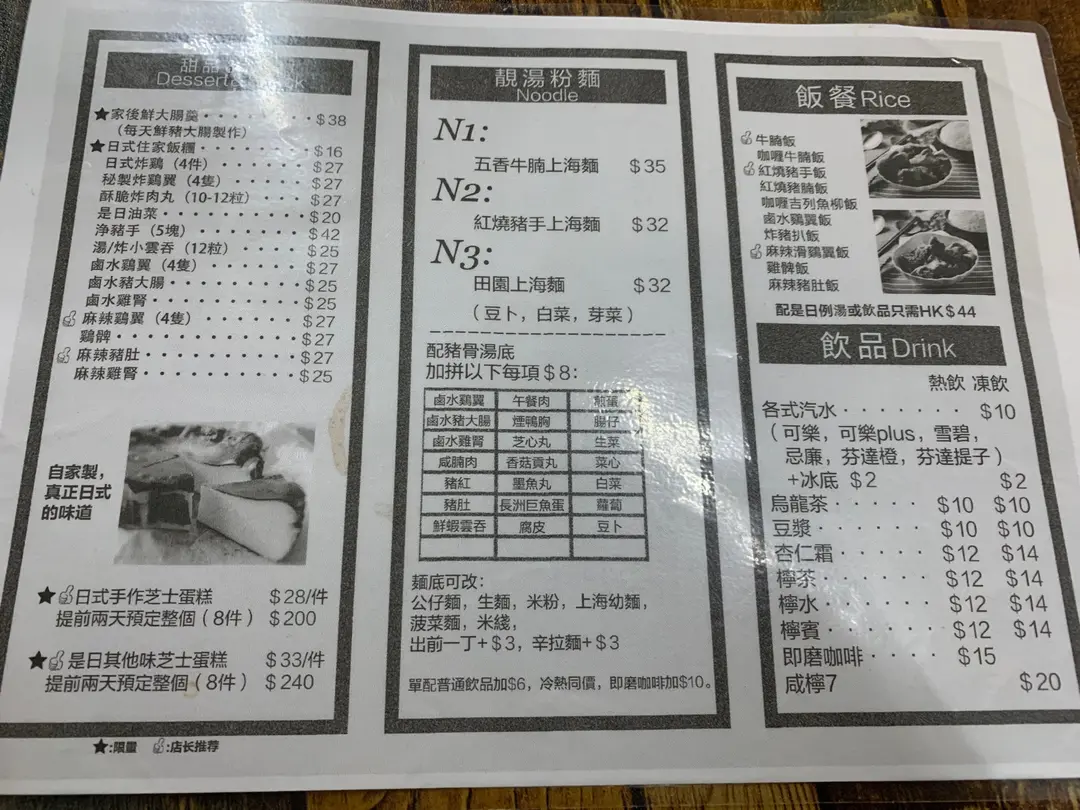 甜品
Dessert
★家後鮮大腸羹 · · · · · · · · $38
（每天鮮豬大腸製作）
★日式住家飯糰 · · · · · · · · $16
日式炸鷄（4件） · · · · · · $27
秘製炸鷄翼（4隻） · · · · · $27
酥脆炸肉丸（10-12粒） · · · $27
是日油菜 · · · · · · · · · · $20
净豬手（5塊） · · · · · · · $42
湯/炸小雲吞（12粒） · · · · $25
鹵水鷄翼（4隻） · · · · · · $27
鹵水豬大腸 · · · · · · · · · $25
鹵水雞腎 · · · · · · · · · · $25
麻辣鷄翼（4隻） · · · · · · $27
鷄髀 · · · · · · · · · · · · $27
麻辣豬肚 · · · · · · · · · · $27
麻辣雞腎 · · · · · · · · · · $25
自家製，
真正日式
的味道
★日式手作芝士蛋糕 $28/件
提前兩天預定整個（8件） $200
★是日其他味芝士蛋糕 $33/件
提前兩天預定整個（8件） $240
★:限量 :店长推荐
靚湯粉麵
Noodle
N1:
五香牛腩上海麵 $35
N2:
紅燒豬手上海麵 $32
N3:
田園上海麵 $32
（豆卜，白菜，芽菜）
配豬骨湯底
加拼以下每項$8:
鹵水鷄翼 午餐肉 煎蛋
鹵水豬大腸 煙鴨胸 腸仔
鹵水雞腎 芝心丸 生菜
咸腩肉 香菇貢丸 菜心
豬紅 墨魚丸 白菜
豬肚 長洲巨魚蛋 蘿蔔
鮮蝦雲吞 腐皮 豆卜
麵底可改:
公仔麵，生麵，米粉，上海幼麵，
菠菜麵，米綫，
出前一丁+$3，辛拉麵+$3
單配普通飲品加$6，冷熱同價，即磨咖啡加$10。
飯餐Rice
牛腩飯
咖喱牛腩飯
紅燒豬手飯
紅燒豬腩飯
咖喱吉列魚柳飯
鹵水鷄翼飯
炸豬扒飯
麻辣滑鷄翼飯
雞髀飯
麻辣豬肚飯
配是日例湯或飲品只需HK$44
飲品Drink
熱飲 凍飲
各式汽水 · · · · · · · $10
（可樂，可樂plus，雪碧，
忌廉，芬達橙，芬達提子）
+冰底 $2 $2
烏龍茶 · · · · · $10 $10
豆漿 · · · · · · $10 $10
杏仁霜 · · · · · $12 $14
檸茶 · · · · · · $12 $14
檸水 · · · · · · $12 $14
檸賓 · · · · · · $12 $14
即磨咖啡 · · · · $15
咸檸7 $20